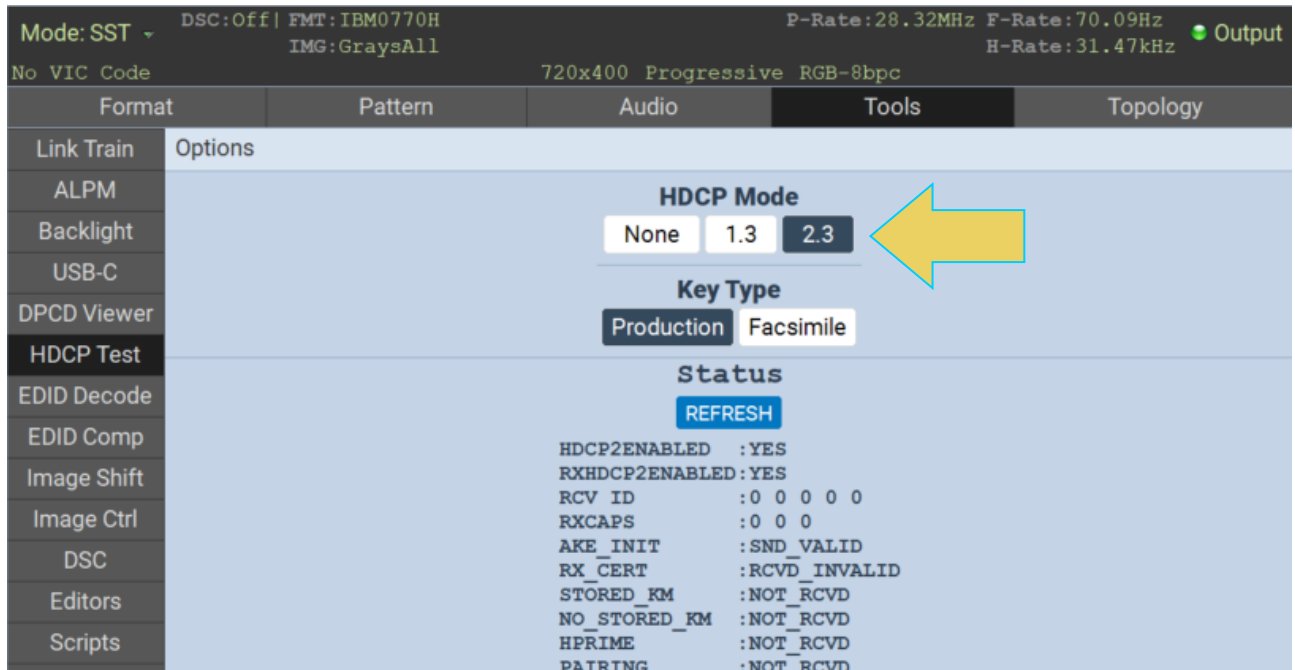 Mode: SST
DSC:Off| FMT:IBM0770H
IMG:GraysAll
P-Rate:28.32MHz F-Rate:70.09Hz
H-Rate:31.47kHz
Output
No VIC Code
720x400 Progressive RGB-8bpc
Format Pattern Audio Tools Topology
Link Train
ALPM
Backlight
USB-C
DPCD Viewer
HDCP Test
EDID Decode
EDID Comp
Image Shift
Image Ctrl
DSC
Editors
Scripts
Options
HDCP Mode
None 1.3 2.3
Key Type
Production Facsimile
Status
REFRESH
HDCP2ENABLED :YES
RXHDCP2ENABLED:YES
RCV ID :0 0 0 0 0
RXCAPS :0 0 0
AKE_INIT :SND_VALID
RX_CERT :RCVD_INVALID
STORED_KM :NOT_RCVD
NO_STORED_KM :NOT_RCVD
HPRIME :NOT_RCVD
PAIRING :NOT_RCVD